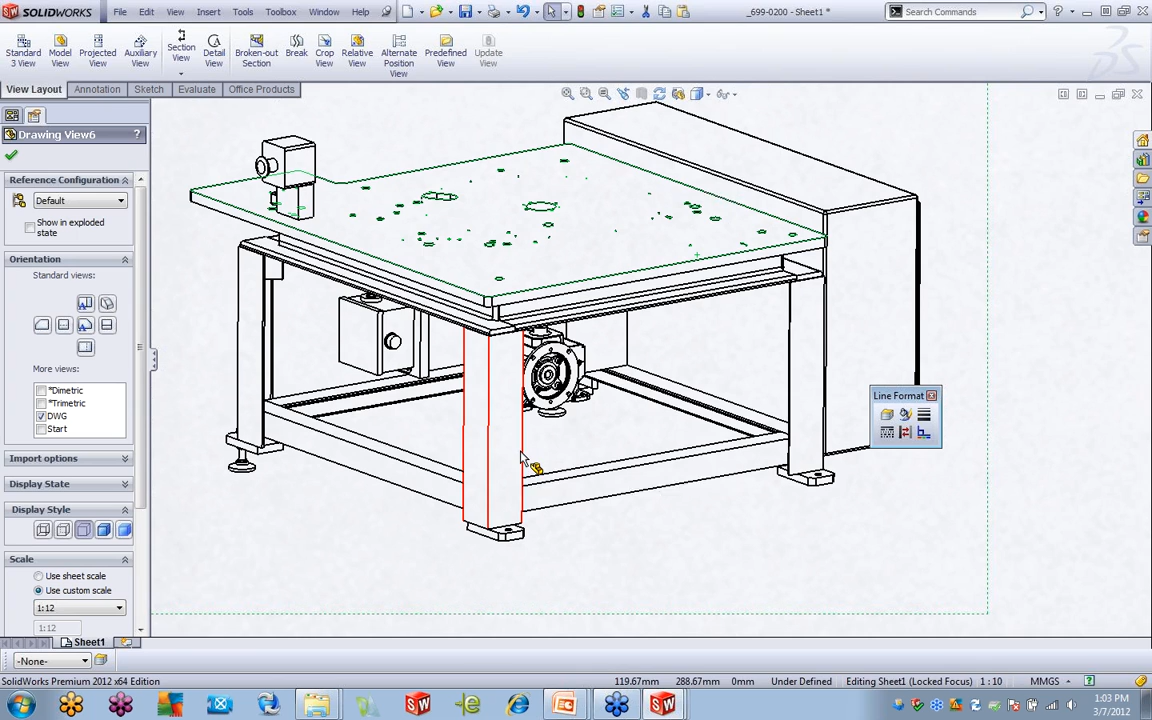 SOLIDWORKS File Edit View Insert Format Tools Toolbox Window Help _699-0200 - Sheet1 * Search Commands
Standard 3 View
Model View
Projected View
Auxiliary View
Section View
Detail View
Broken-out Section
Break
Crop View
Relative View
Alternate Position View
Predefined View
Update View
View Layout Annotation Sketch Evaluate Office Products
Drawing View6 ?
Reference Configuration
Default
Show in exploded
state
Orientation
Standard views:
More views:
*Dimetric
*Trimetric
DWG
Start
Import options
Display State
Display Style
Scale
Use sheet scale
Use custom scale
1:12
1:12
Line Format
Sheet1
-None-
SolidWorks Premium 2012 x64 Edition 119.67mm 288.67mm 0mm Under Defined Editing Sheet1 (Locked Focus) 1 : 10 MMGS
1:03 PM
3/7/2012